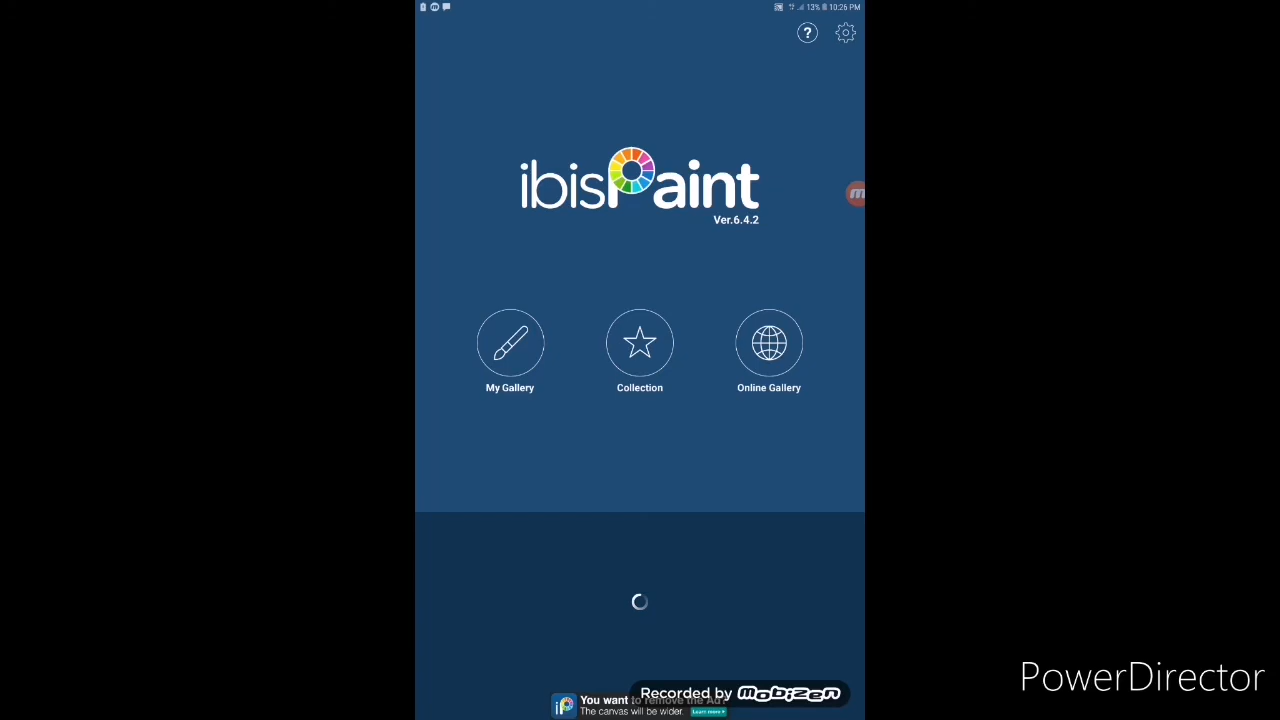 13% 10:26 PM
?
ibisPaint
Ver.6.4.2
My Gallery
Collection
Online Gallery
Recorded by mobizen
You want to remove the Ad?
The canvas will be wider.
Learn more
PowerDirector